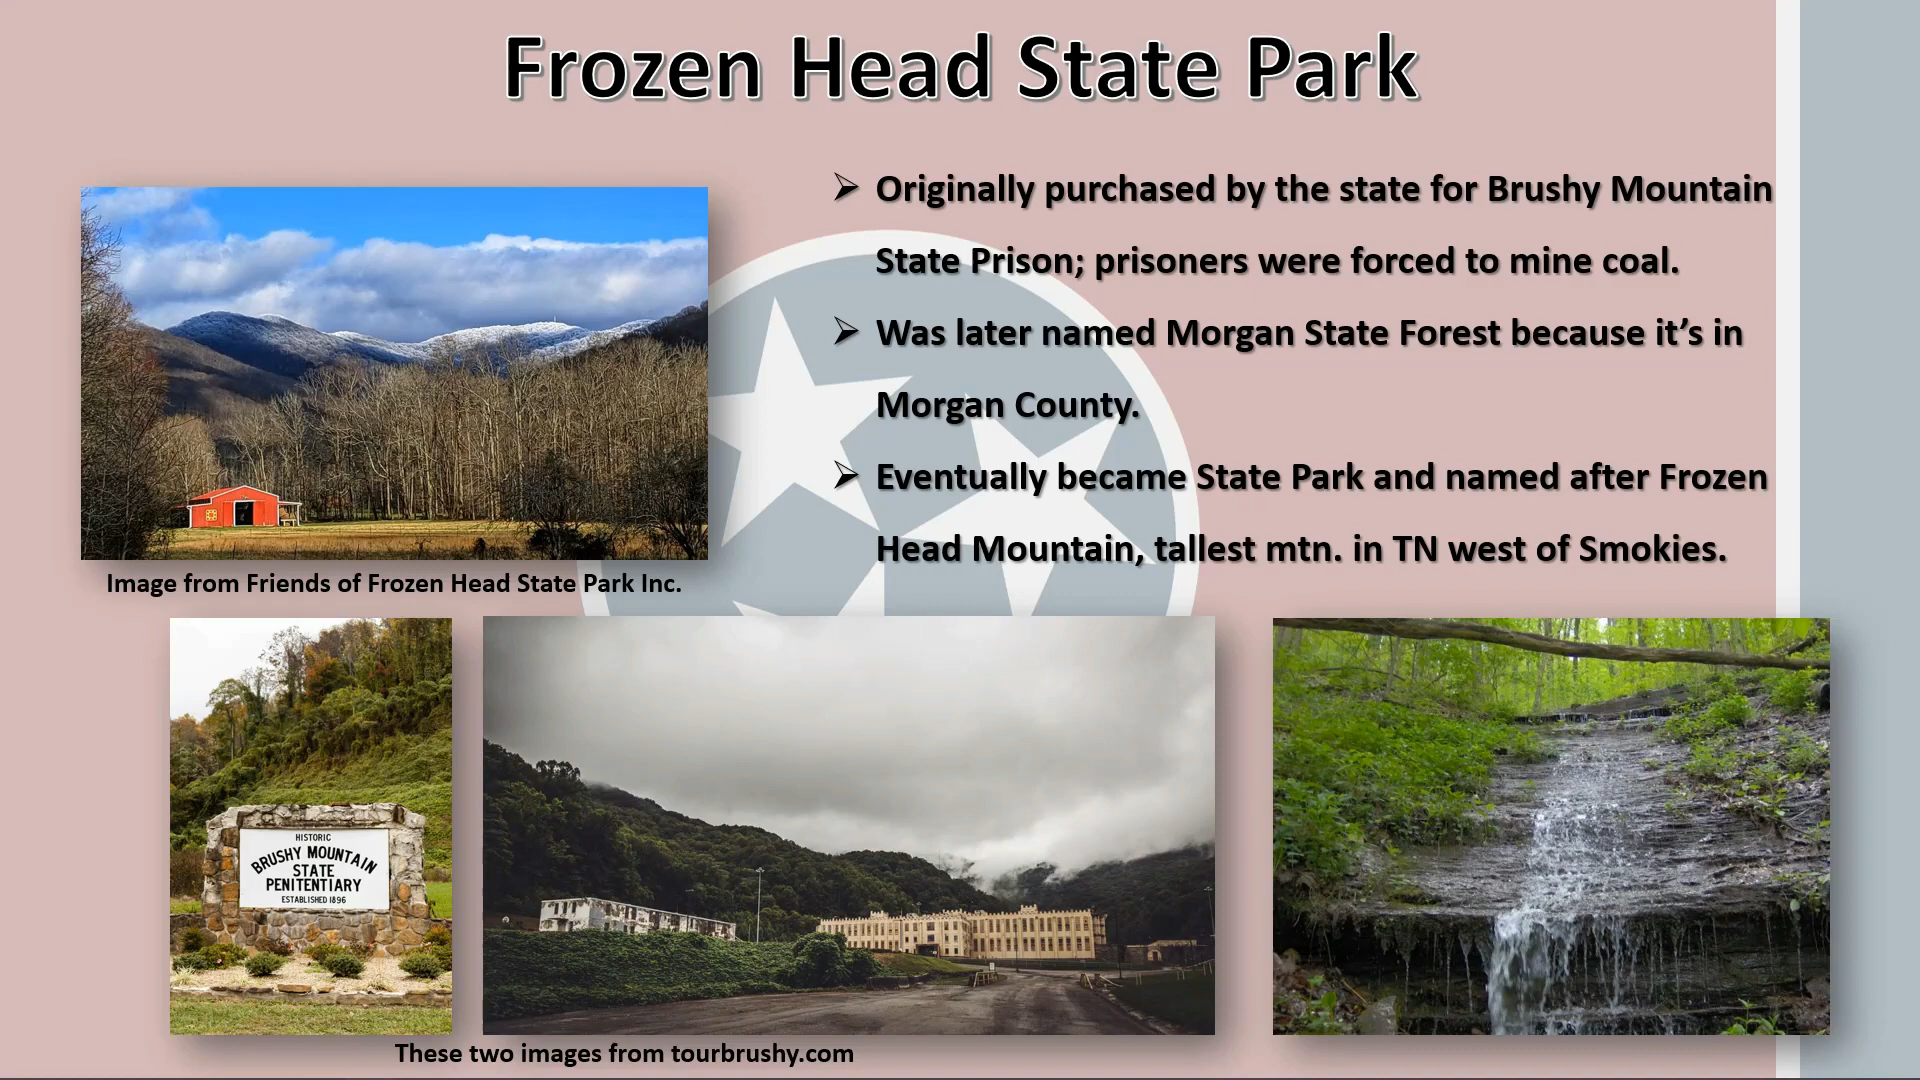 Frozen Head State Park
➢ Originally purchased by the state for Brushy Mountain
State Prison; prisoners were forced to mine coal.
➢ Was later named Morgan State Forest because it’s in
Morgan County.
➢ Eventually became State Park and named after Frozen
Head Mountain, tallest mtn. in TN west of Smokies.
Image from Friends of Frozen Head State Park Inc.
HISTORIC
BRUSHY MOUNTAIN
STATE
PENITENTIARY
ESTABLISHED 1896
These two images from tourbrushy.com